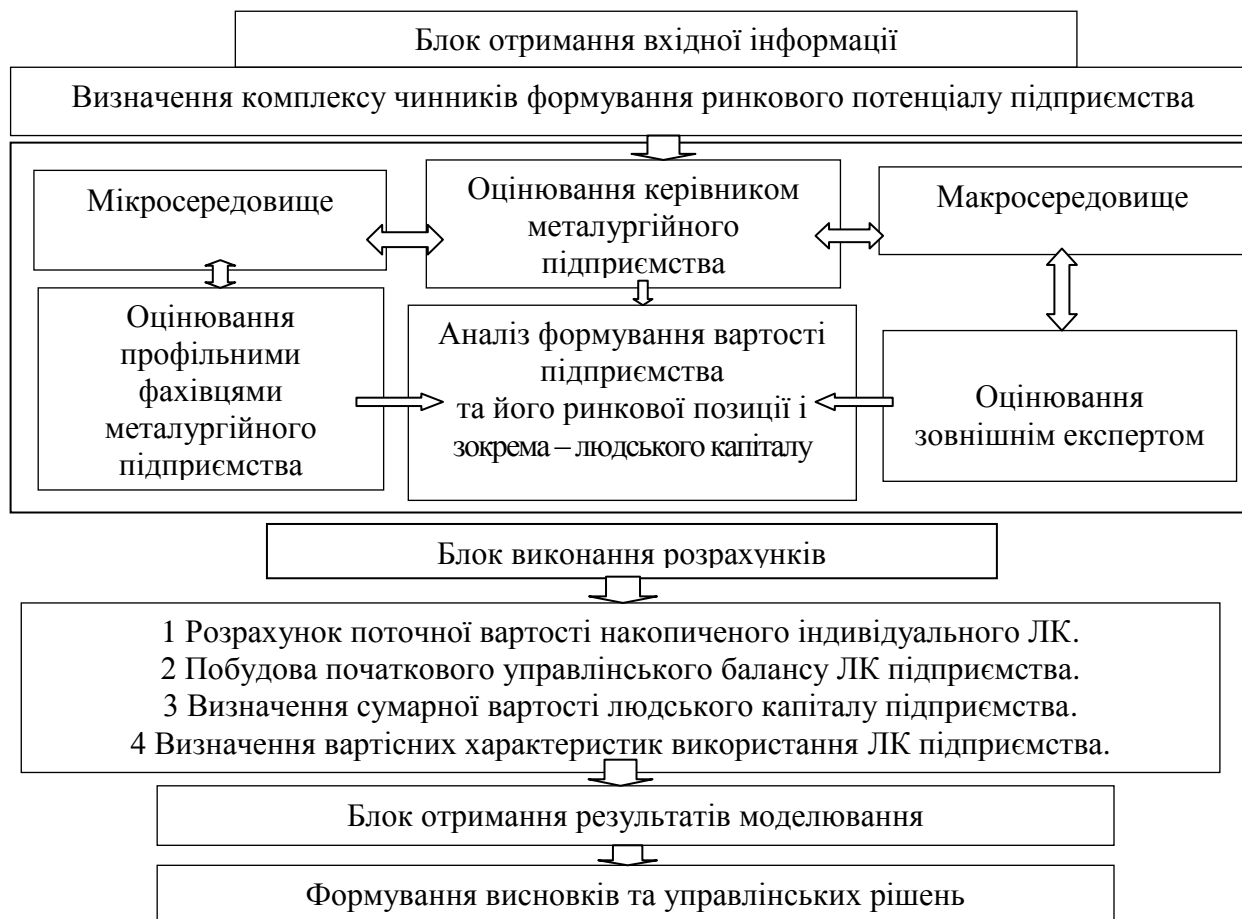 Блок отримання вхідної інформації
Визначення комплексу чинників формування ринкового потенціалу підприємства
Мікросередовище
Оцінювання керівником
металургійного
підприємства
Макросередовище
Оцінювання
профільними
фахівцями
металургійного
підприємства
Аналіз формування вартості
підприємства
та його ринкової позиції і
зокрема – людського капіталу
Оцінювання
зовнішнім експертом
Блок виконання розрахунків
1 Розрахунок поточної вартості накопиченого індивідуального ЛК.
2 Побудова початкового управлінського балансу ЛК підприємства.
3 Визначення сумарної вартості людського капіталу підприємства.
4 Визначення вартісних характеристик використання ЛК підприємства.
Блок отримання результатів моделювання
Формування висновків та управлінських рішень